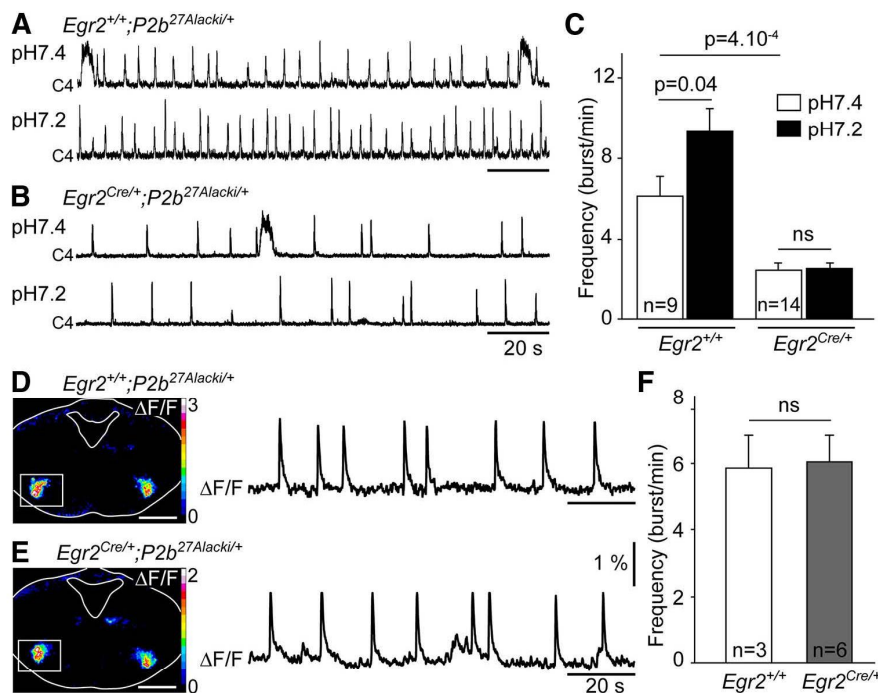 A Egr2+/+;P2b27Alacki/+
pH7.4
C4
pH7.2
C4
B Egr2Cre/+;P2b27Alacki/+
pH7.4
C4
pH7.2
C4
20 s
C
p=4.10-4
p=0.04
pH7.4
pH7.2
ns
Frequency (burst/min)
12
8
4
0
n=9
n=14
Egr2+/+
Egr2Cre/+
D Egr2+/+;P2b27Alacki/+
ΔF/F
3
0
ΔF/F
E Egr2Cre/+;P2b27Alacki/+
ΔF/F
2
0
ΔF/F
1 %
20 s
F
ns
Frequency (burst/min)
8
6
4
2
0
n=3
n=6
Egr2+/+
Egr2Cre/+